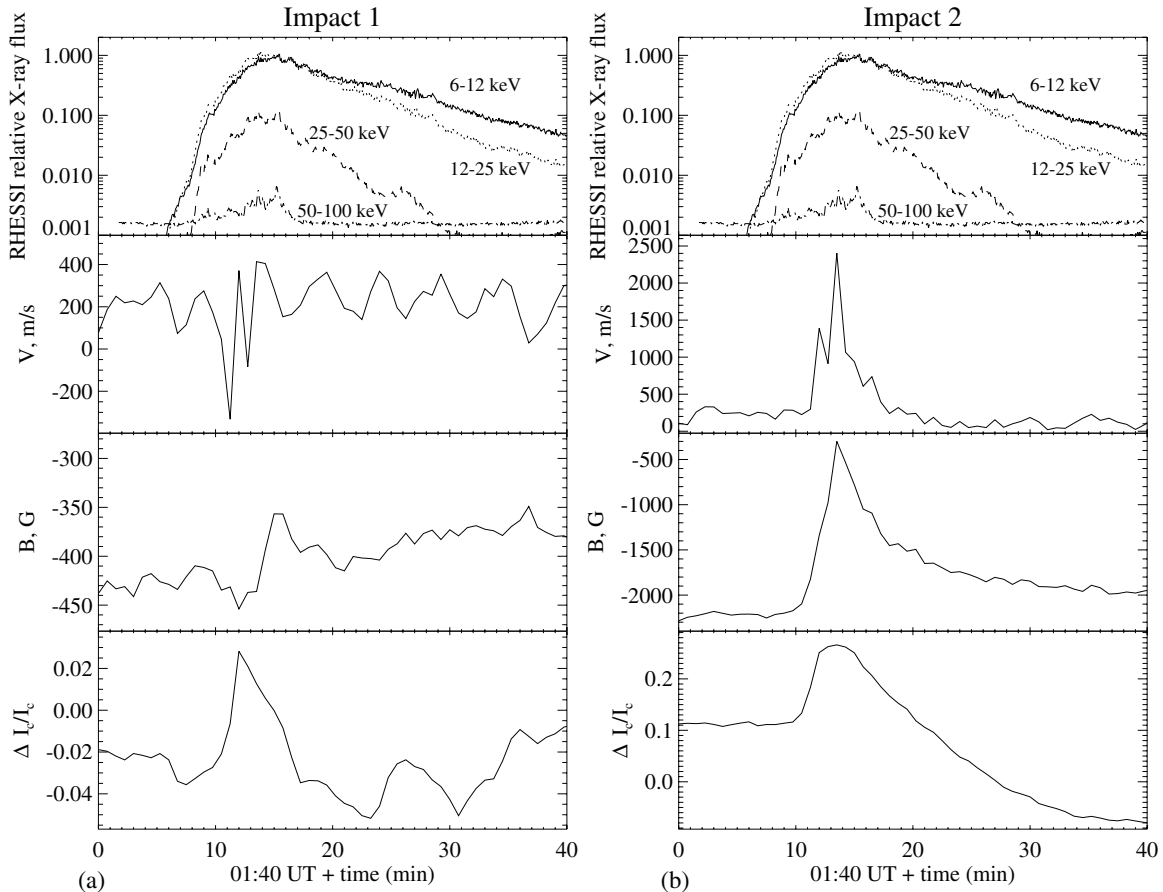 Impact 1
RHESSI relative X-ray flux
1.000
0.100
0.010
0.001
6-12 keV
25-50 keV
12-25 keV
50-100 keV
V, m/s
400
200
0
-200
B, G
-300
-350
-400
-450
Δ I_c/I_c
0.02
0.00
-0.02
-0.04
0 10 20 30 40
01:40 UT + time (min)
(a)
Impact 2
RHESSI relative X-ray flux
1.000
0.100
0.010
0.001
6-12 keV
25-50 keV
12-25 keV
50-100 keV
V, m/s
2500
2000
1500
1000
500
0
B, G
-500
-1000
-1500
-2000
Δ I_c/I_c
0.2
0.1
0.0
0 10 20 30 40
01:40 UT + time (min)
(b)